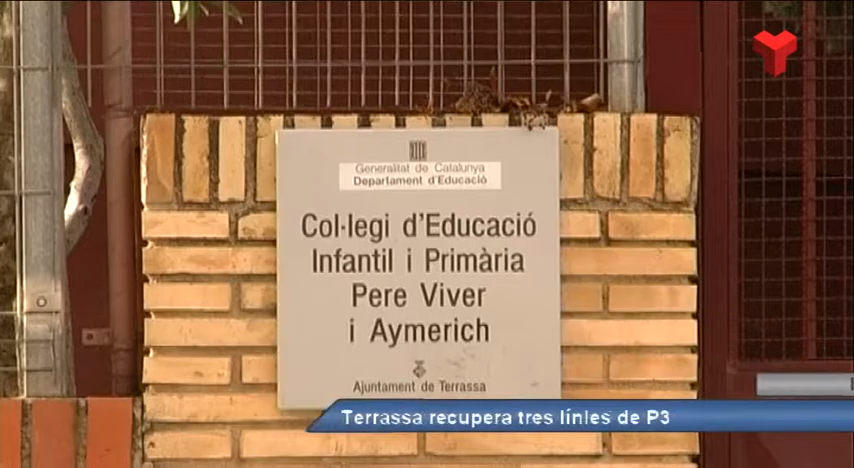 Generalitat de Catalunya
Departament d'Educació
Col·legi d'Educació
Infantil i Primària
Pere Viver
i Aymerich
Ajuntament de Terrassa
Terrassa recupera tres línies de P3